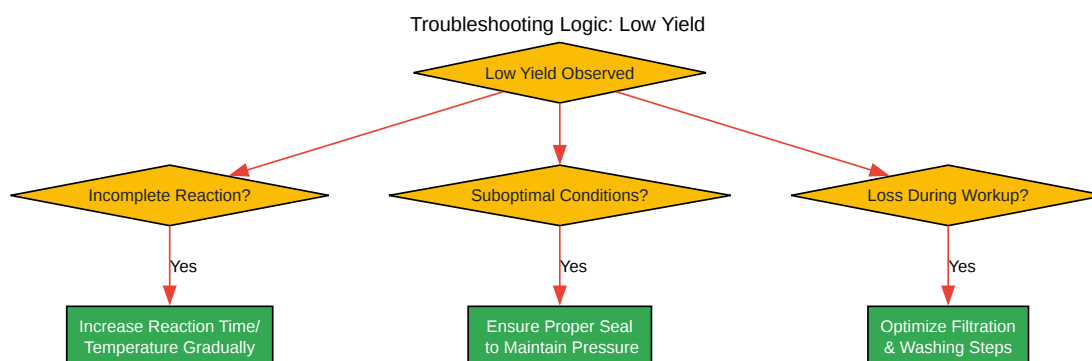 Troubleshooting Logic: Low Yield
Low Yield Observed
Incomplete Reaction?
Suboptimal Conditions?
Loss During Workup?
Yes
Yes
Yes
Increase Reaction Time/
Temperature Gradually
Ensure Proper Seal
to Maintain Pressure
Optimize Filtration
& Washing Steps